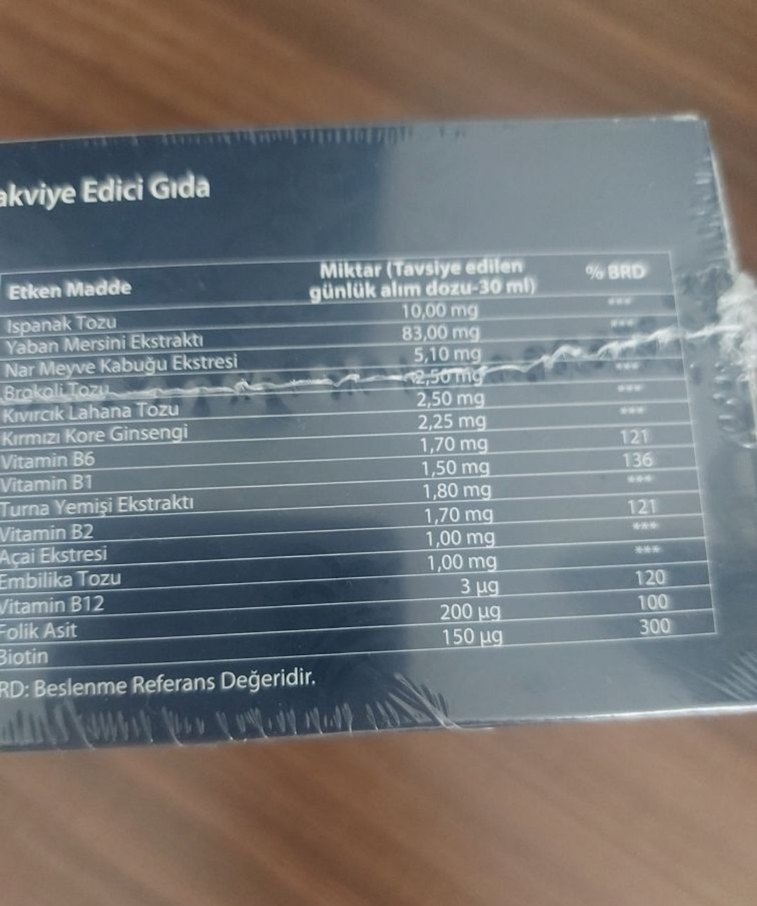 akviye Edici Gıda
Etken Madde Miktar (Tavsiye edilen günlük alım dozu-30 ml) % BRD
Ispanak Tozu 10,00 mg ***
Yaban Mersini Ekstraktı 83,00 mg ***
Nar Meyve Kabuğu Ekstresi 5,10 mg
Brokoli Tozu 2,50 mg ***
Kıvırcık Lahana Tozu 2,50 mg ***
Kırmızı Kore Ginsengi 2,25 mg ***
Vitamin B6 1,70 mg 121
Vitamin B1 1,50 mg 136
Turna Yemişi Ekstraktı 1,80 mg ***
Vitamin B2 1,70 mg 121
Açai Ekstresi 1,00 mg ***
Embilika Tozu 1,00 mg ***
Vitamin B12 3 µg 120
Folik Asit 200 µg 100
Biotin 150 µg 300
RD: Beslenme Referans Değeridir.